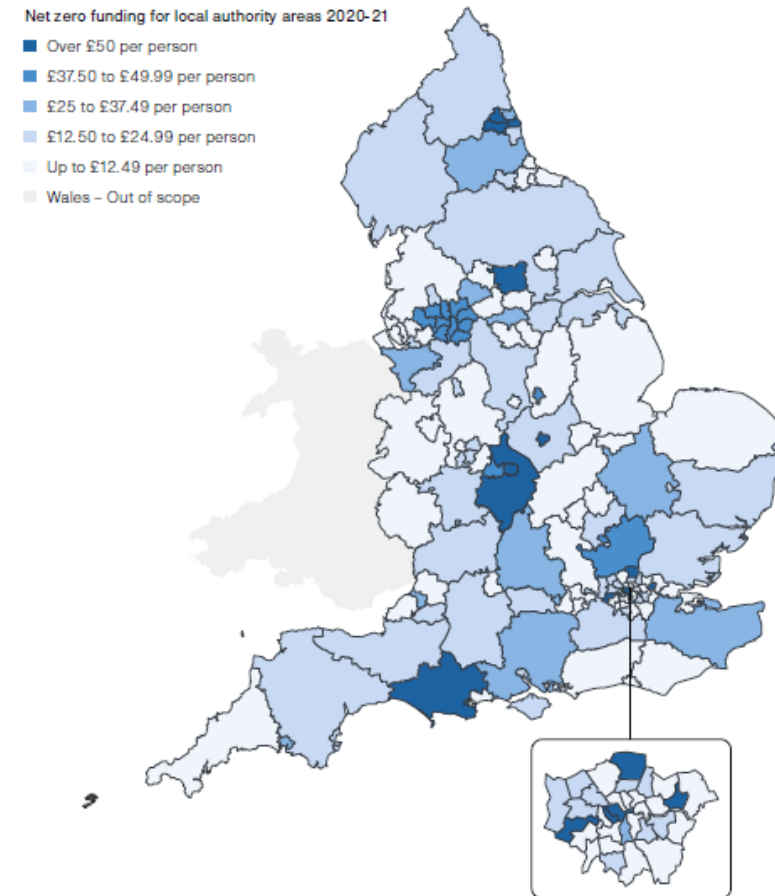 Net zero funding for local authority areas 2020-21
Over £50 per person
£37.50 to £49.99 per person
£25 to £37.49 per person
£12.50 to £24.99 per person
Up to £12.49 per person
Wales – Out of scope